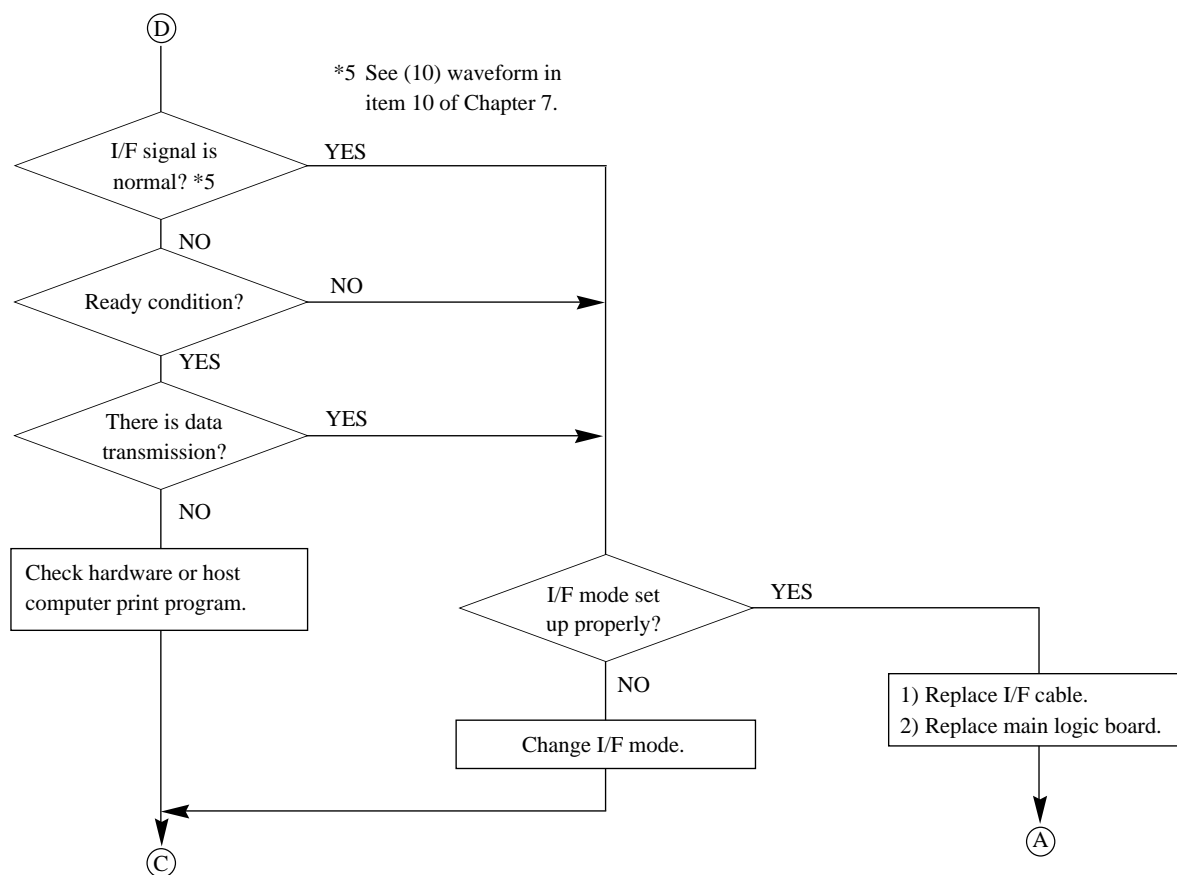 D
*5 See (10) waveform in
item 10 of Chapter 7.
I/F signal is
normal? *5
YES
NO
Ready condition?
NO
YES
There is data
transmission?
YES
NO
Check hardware or host
computer print program.
I/F mode set
up properly?
YES
NO
1) Replace I/F cable.
2) Replace main logic board.
Change I/F mode.
C
A